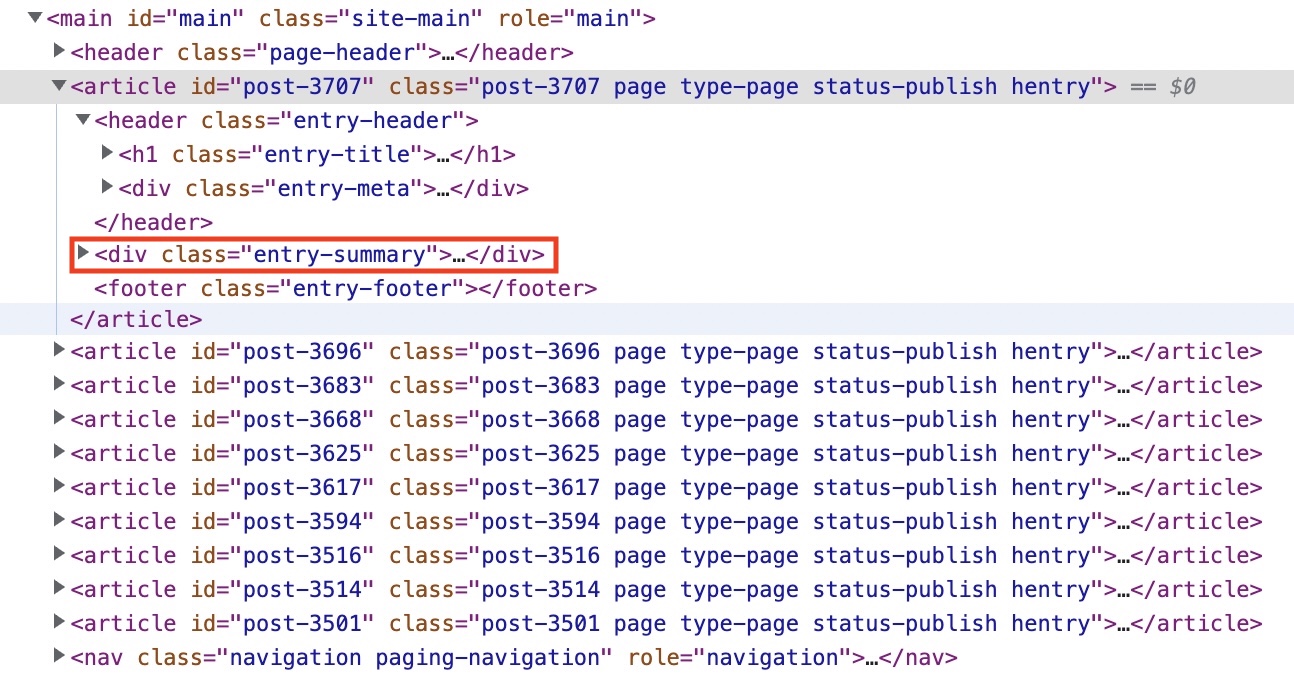 ▼<main id="main" class="site-main" role="main">
▶<header class="page-header">…</header>
▼<article id="post-3707" class="post-3707 page type-page status-publish hentry"> == $0
▼<header class="entry-header">
▶<h1 class="entry-title">…</h1>
▶<div class="entry-meta">…</div>
</header>
▶<div class="entry-summary">…</div>
<footer class="entry-footer"></footer>
</article>
▶<article id="post-3696" class="post-3696 page type-page status-publish hentry">…</article>
▶<article id="post-3683" class="post-3683 page type-page status-publish hentry">…</article>
▶<article id="post-3668" class="post-3668 page type-page status-publish hentry">…</article>
▶<article id="post-3625" class="post-3625 page type-page status-publish hentry">…</article>
▶<article id="post-3617" class="post-3617 page type-page status-publish hentry">…</article>
▶<article id="post-3594" class="post-3594 page type-page status-publish hentry">…</article>
▶<article id="post-3516" class="post-3516 page type-page status-publish hentry">…</article>
▶<article id="post-3514" class="post-3514 page type-page status-publish hentry">…</article>
▶<article id="post-3501" class="post-3501 page type-page status-publish hentry">…</article>
▶<nav class="navigation paging-navigation" role="navigation">…</nav>